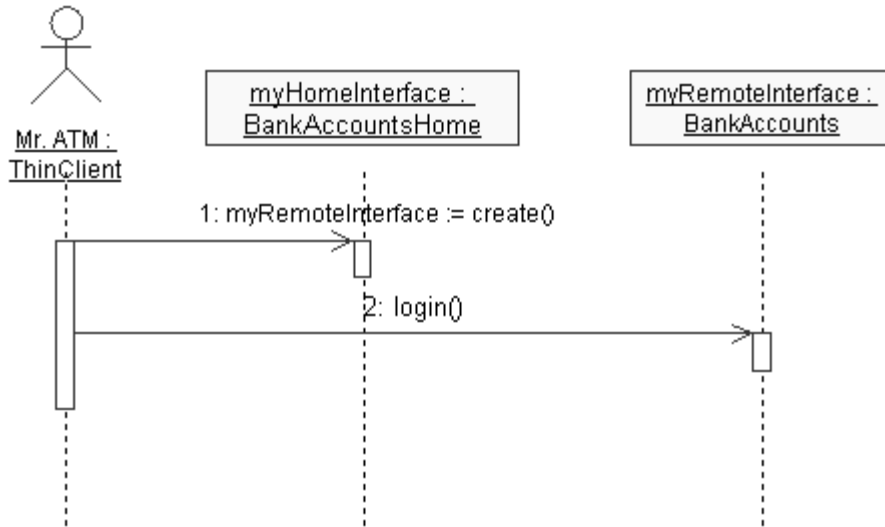 myHomeInterface :
BankAccountsHome
myRemoteInterface :
BankAccounts
Mr. ATM :
ThinClient
1: myRemoteInterface := create()
2: login()